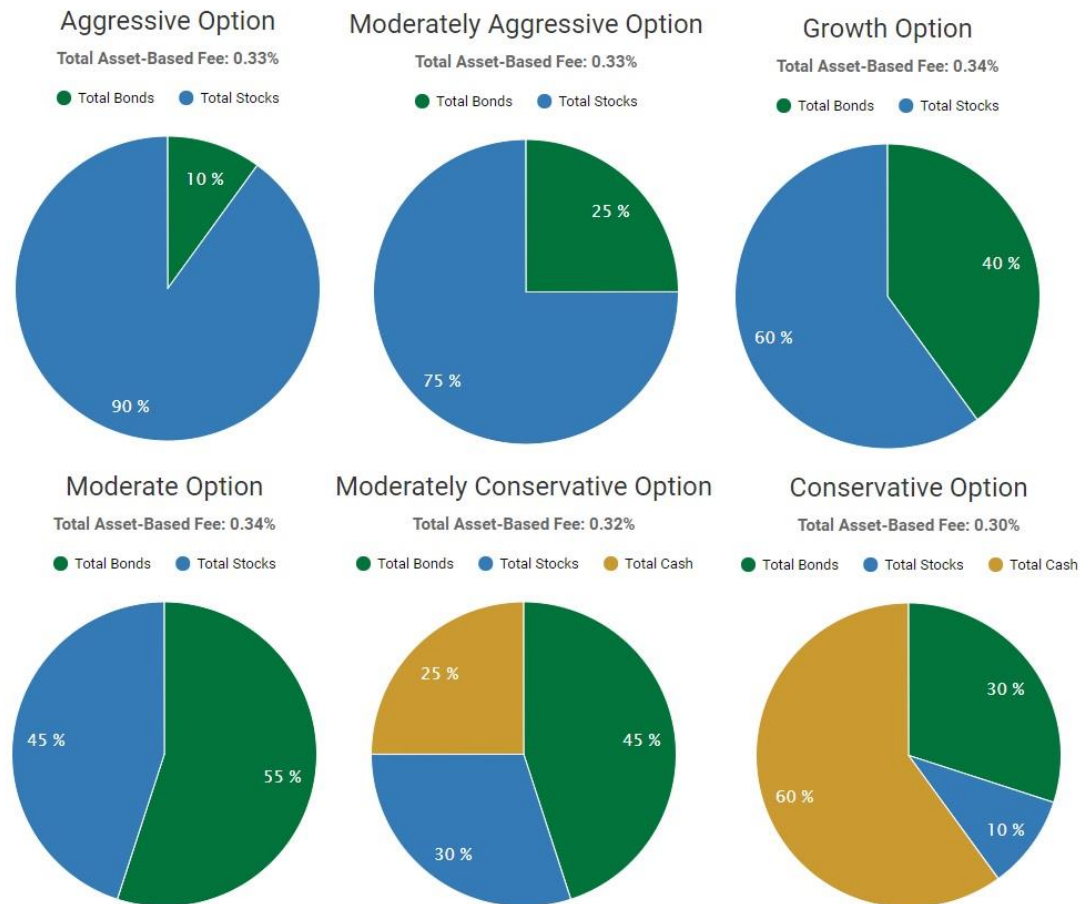 Aggressive Option
Total Asset-Based Fee: 0.33%
Total Bonds Total Stocks
10 %
90 %
Moderately Aggressive Option
Total Asset-Based Fee: 0.33%
Total Bonds Total Stocks
25 %
75 %
Growth Option
Total Asset-Based Fee: 0.34%
Total Bonds Total Stocks
40 %
60 %
Moderate Option
Total Asset-Based Fee: 0.34%
Total Bonds Total Stocks
45 %
55 %
Moderately Conservative Option
Total Asset-Based Fee: 0.32%
Total Bonds Total Stocks Total Cash
25 %
45 %
30 %
Conservative Option
Total Asset-Based Fee: 0.30%
Total Bonds Total Stocks Total Cash
30 %
60 %
10 %